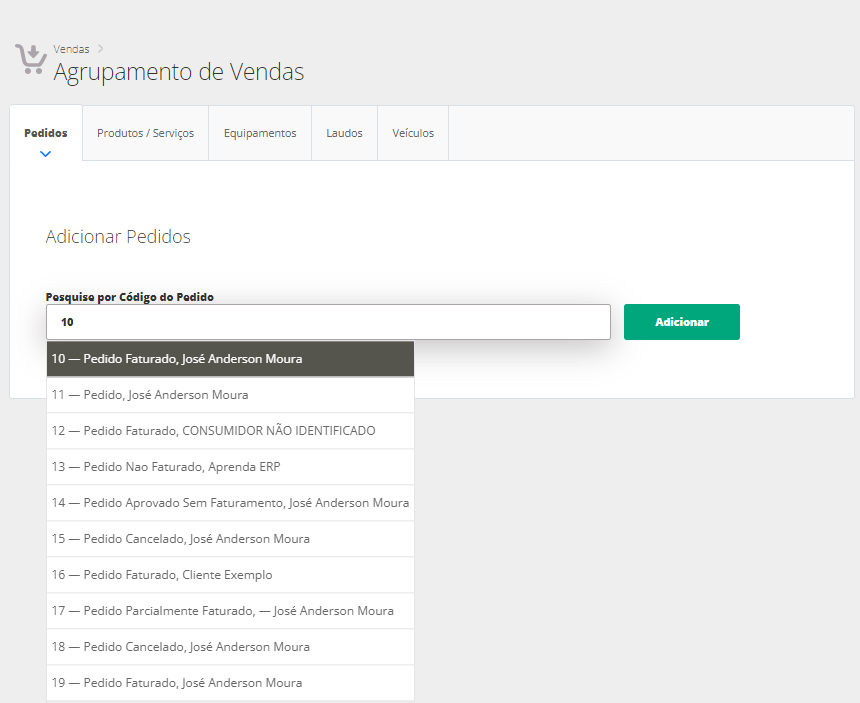 Vendas
Agrupamento de Vendas
Pedidos
Produtos / Serviços
Equipamentos
Laudos
Veículos
Adicionar Pedidos
Pesquise por Código do Pedido
10
Adicionar
10 — Pedido Faturado, José Anderson Moura
11 — Pedido, José Anderson Moura
12 — Pedido Faturado, CONSUMIDOR NÃO IDENTIFICADO
13 — Pedido Nao Faturado, Aprenda ERP
14 — Pedido Aprovado Sem Faturamento, José Anderson Moura
15 — Pedido Cancelado, José Anderson Moura
16 — Pedido Faturado, Cliente Exemplo
17 — Pedido Parcialmente Faturado, — José Anderson Moura
18 — Pedido Cancelado, José Anderson Moura
19 — Pedido Faturado, José Anderson Moura